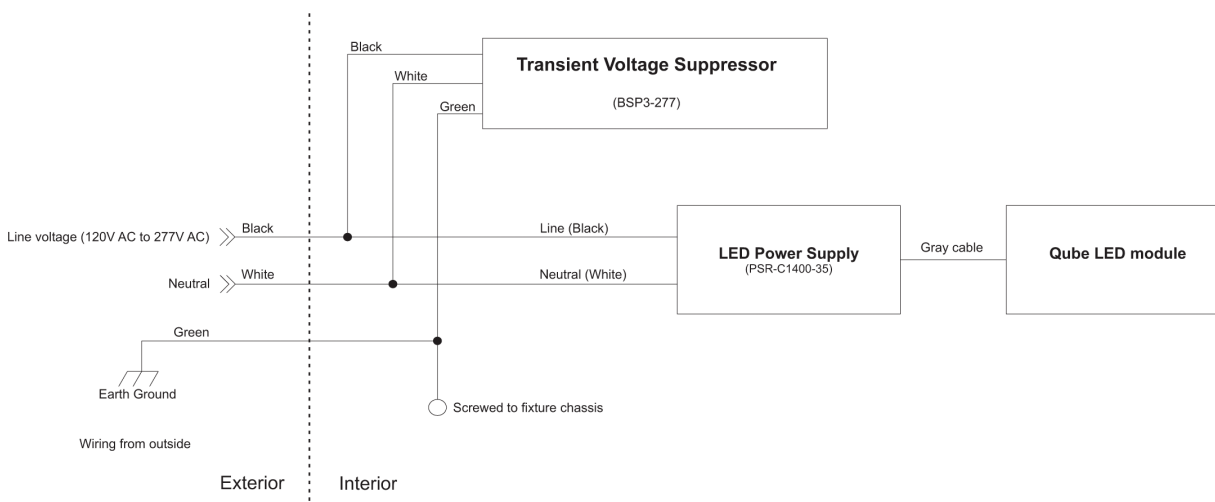 Black
Transient Voltage Suppressor
White
(BSP3-277)
Green
Line voltage (120V AC to 277V AC)
Black
Line (Black)
LED Power Supply
(PSR-C1400-35)
Gray cable
Qube LED module
Neutral
White
Neutral (White)
Green
Earth Ground
Screwed to fixture chassis
Wiring from outside
Exterior
Interior